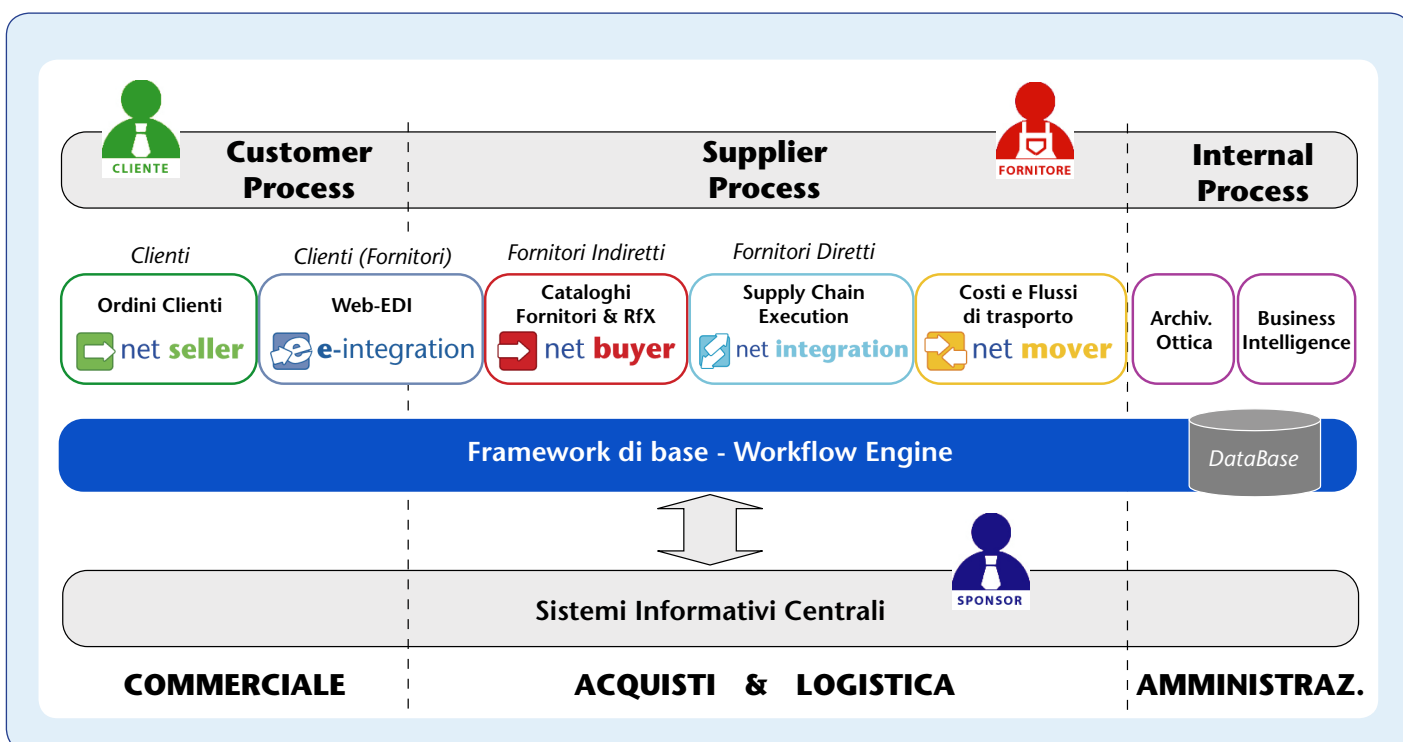 CLIENTE
Customer
Process
Supplier
Process
FORNITORE
Internal
Process
Clienti
Clienti (Fornitori)
Fornitori Indiretti
Fornitori Diretti
Ordini Clienti
net seller
Web-EDI
e-integration
Cataloghi
Fornitori & RfX
net buyer
Supply Chain
Execution
net integration
Costi e Flussi
di trasporto
net mover
Archiv.
Ottica
Business
Intelligence
Framework di base - Workflow Engine
DataBase
SPONSOR
Sistemi Informativi Centrali
COMMERCIALE
ACQUISTI & LOGISTICA
AMMINISTRAZ.